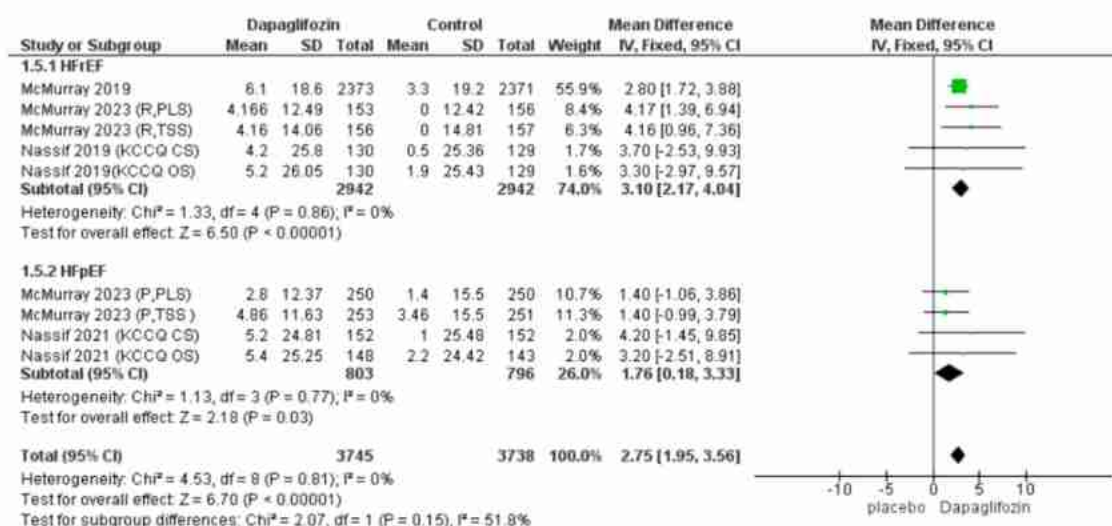 Dapaglifozin Control Mean Difference Mean Difference
Study or Subgroup Mean SD Total Mean SD Total Weight IV, Fixed, 95% CI IV, Fixed, 95% CI
1.5.1 HFrEF
McMurray 2019 6.1 18.6 2373 3.3 19.2 2371 55.9% 2.80 [1.72, 3.88]
McMurray 2023 (R,PLS) 4.166 12.49 153 0 12.42 156 8.4% 4.17 [1.39, 6.94]
McMurray 2023 (R,TSS) 4.16 14.06 156 0 14.81 157 6.3% 4.16 [0.96, 7.36]
Nassif 2019 (KCCQ CS) 4.2 25.8 130 0.5 25.36 129 1.7% 3.70 [-2.53, 9.93]
Nassif 2019(KCCQ OS) 5.2 26.05 130 1.9 25.43 129 1.6% 3.30 [-2.97, 9.57]
Subtotal (95% CI) 2942 2942 74.0% 3.10 [2.17, 4.04]
Heterogeneity: Chi² = 1.33, df = 4 (P = 0.86); I² = 0%
Test for overall effect: Z = 6.50 (P < 0.00001)
1.5.2 HFpEF
McMurray 2023 (P,PLS) 2.8 12.37 250 1.4 15.5 250 10.7% 1.40 [-1.06, 3.86]
McMurray 2023 (P,TSS ) 4.86 11.63 253 3.46 15.5 251 11.3% 1.40 [-0.99, 3.79]
Nassif 2021 (KCCQ CS) 5.2 24.81 152 1 25.48 152 2.0% 4.20 [-1.45, 9.85]
Nassif 2021 (KCCQ OS) 5.4 25.25 148 2.2 24.42 143 2.0% 3.20 [-2.51, 8.91]
Subtotal (95% CI) 803 796 26.0% 1.76 [0.18, 3.33]
Heterogeneity: Chi² = 1.13, df = 3 (P = 0.77); I² = 0%
Test for overall effect: Z = 2.18 (P = 0.03)
Total (95% CI) 3745 3738 100.0% 2.75 [1.95, 3.56]
Heterogeneity: Chi² = 4.53, df = 8 (P = 0.81); I² = 0%
Test for overall effect: Z = 6.70 (P < 0.00001)
Test for subgroup differences: Chi² = 2.07, df = 1 (P = 0.15), I² = 51.8%
-10 -5 0 5 10
placebo Dapaglifozin